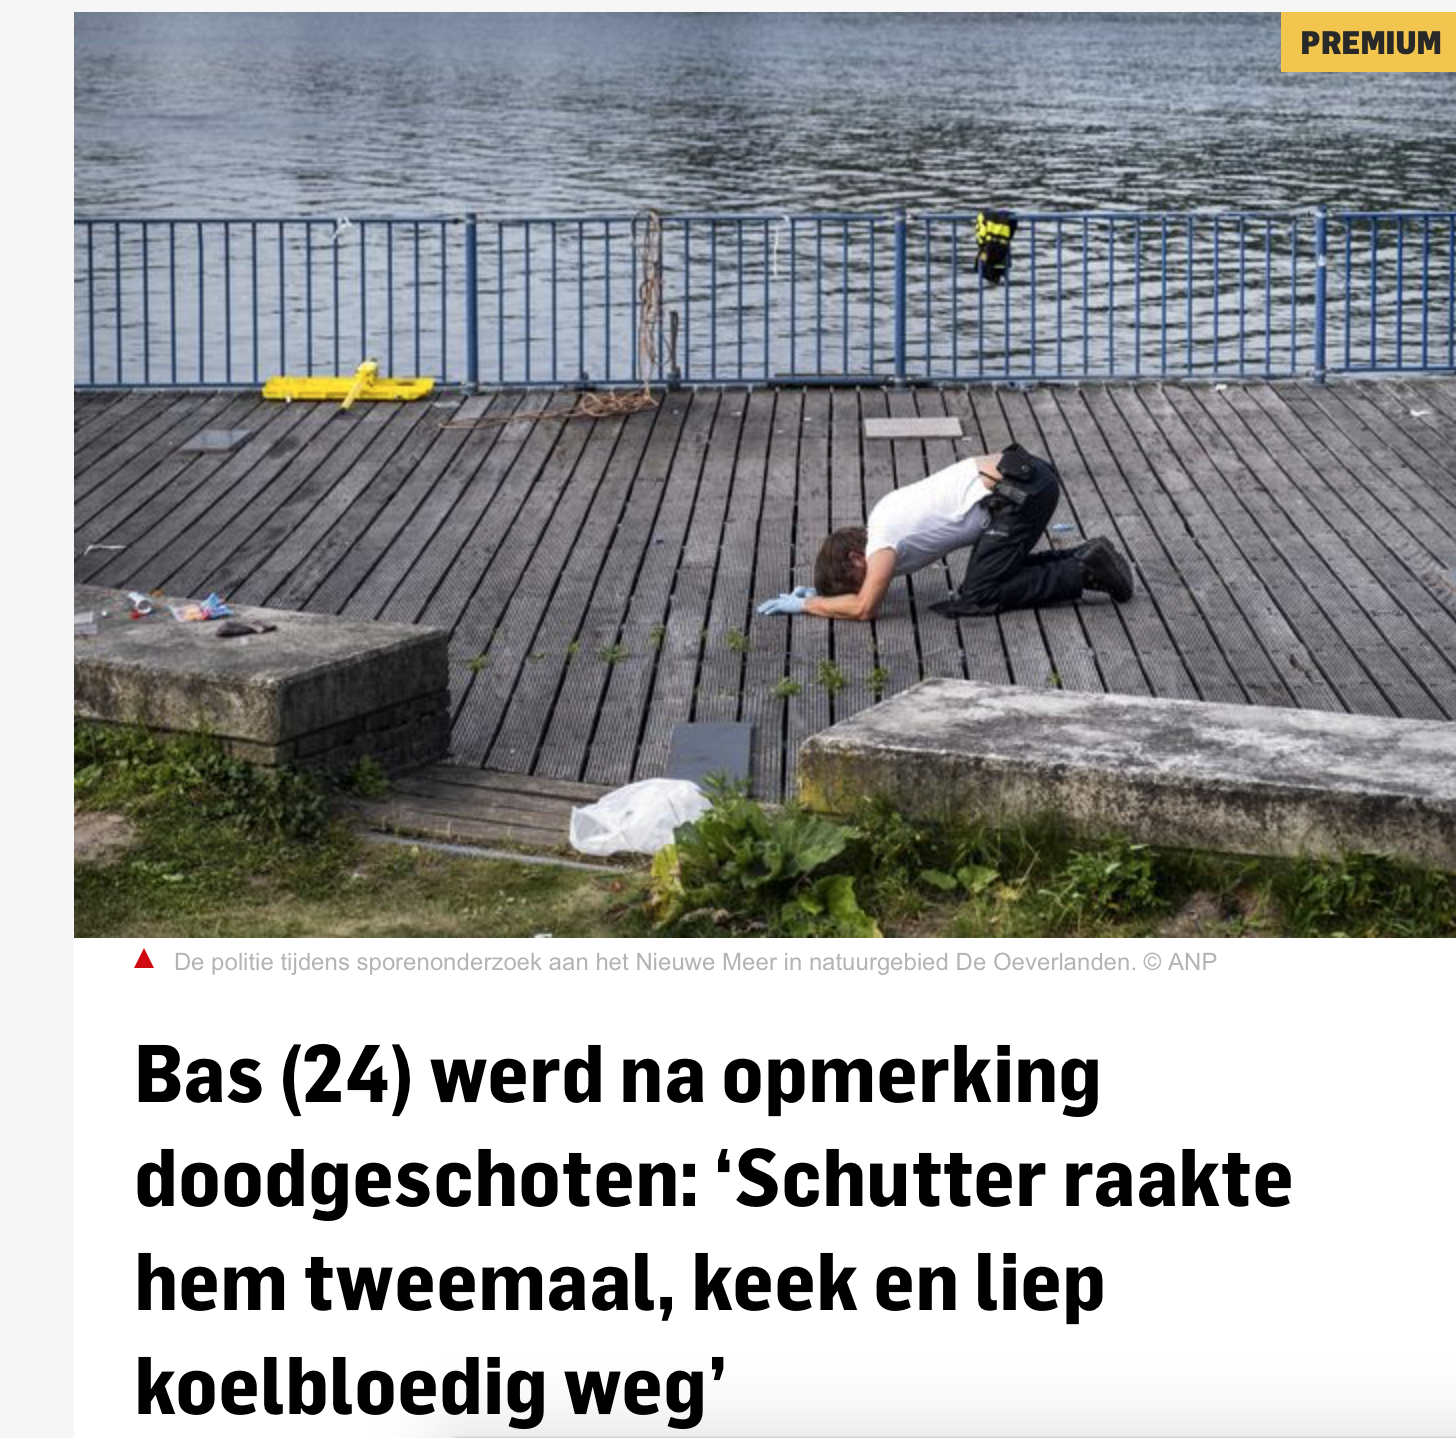 PREMIUM
De politie tijdens sporenonderzoek aan het Nieuwe Meer in natuurgebied De Oeverlanden. © ANP
Bas (24) werd na opmerking
doodgeschoten: ‘Schutter raakte
hem tweemaal, keek en liep
koelbloedig weg’